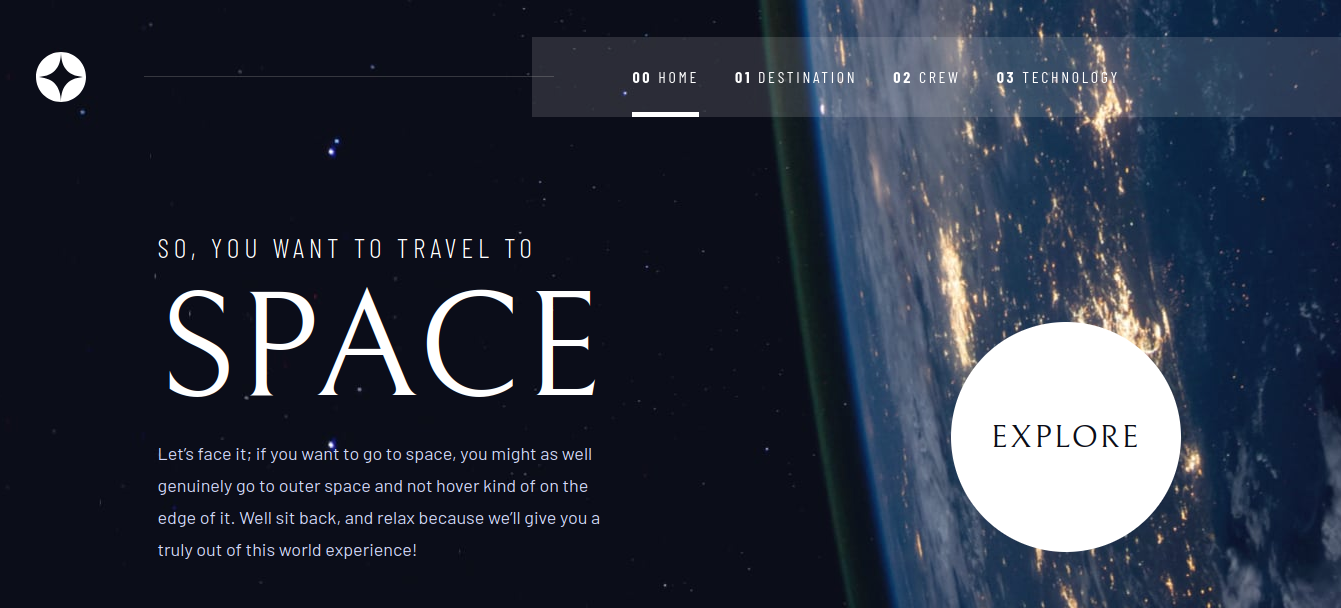 00 HOME 01 DESTINATION 02 CREW 03 TECHNOLOGY
SO, YOU WANT TO TRAVEL TO
SPACE
Let’s face it; if you want to go to space, you might as well
genuinely go to outer space and not hover kind of on the
edge of it. Well sit back, and relax because we’ll give you a
truly out of this world experience!
EXPLORE